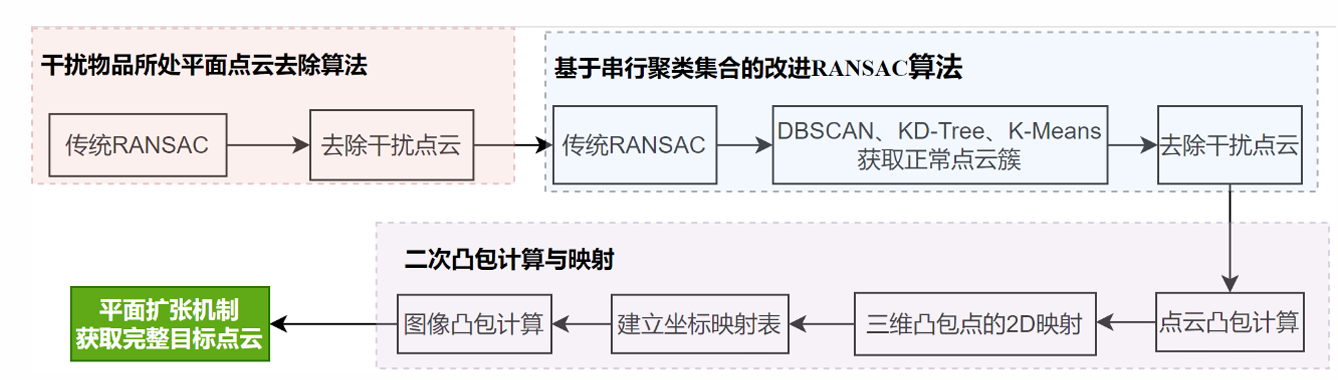 干扰物品所处平面点云去除算法
传统RANSAC
去除干扰点云
基于串行聚类集合的改进RANSAC算法
传统RANSAC
DBSCAN、KD-Tree、K-Means
获取正常点云簇
去除干扰点云
二次凸包计算与映射
点云凸包计算
三维凸包点的2D映射
建立坐标映射表
图像凸包计算
平面扩张机制
获取完整目标点云